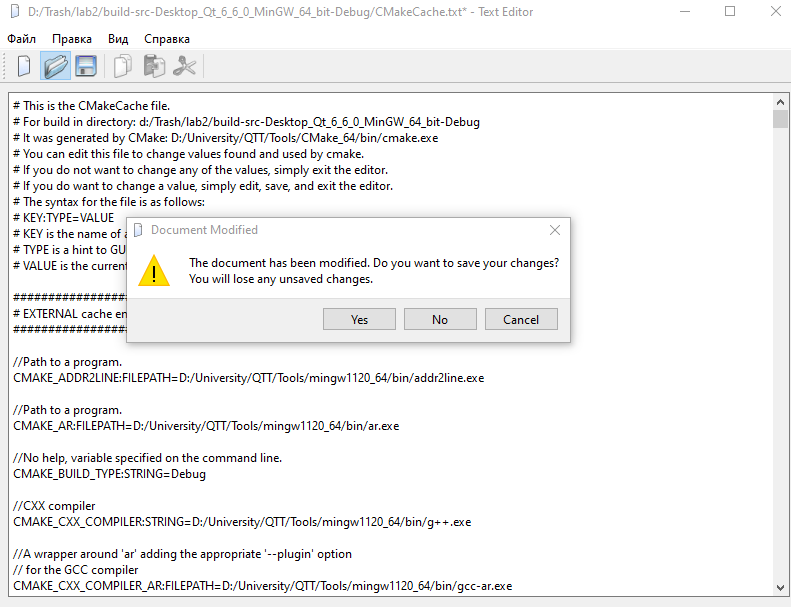 D:/Trash/lab2/build-src-Desktop_Qt_6_6_0_MinGW_64_bit-Debug/CMakeCache.txt* - Text Editor
Файл Правка Вид Справка
# This is the CMakeCache file.
# For build in directory: d:/Trash/lab2/build-src-Desktop_Qt_6_6_0_MinGW_64_bit-Debug
# It was generated by CMake: D:/University/QTT/Tools/CMake_64/bin/cmake.exe
# You can edit this file to change values found and used by cmake.
# If you do not want to change any of the values, simply exit the editor.
# If you do want to change a value, simply edit, save, and exit the editor.
# The syntax for the file is as follows:
# KEY:TYPE=VALUE
# KEY is the name of
# TYPE is a hint to GU
# VALUE is the current
####################
# EXTERNAL cache en
####################
Document Modified
The document has been modified. Do you want to save your changes?
You will lose any unsaved changes.
Yes No Cancel
//Path to a program.
CMAKE_ADDR2LINE:FILEPATH=D:/University/QTT/Tools/mingw1120_64/bin/addr2line.exe
//Path to a program.
CMAKE_AR:FILEPATH=D:/University/QTT/Tools/mingw1120_64/bin/ar.exe
//No help, variable specified on the command line.
CMAKE_BUILD_TYPE:STRING=Debug
//CXX compiler
CMAKE_CXX_COMPILER:STRING=D:/University/QTT/Tools/mingw1120_64/bin/g++.exe
//A wrapper around 'ar' adding the appropriate '--plugin' option
// for the GCC compiler
CMAKE_CXX_COMPILER_AR:FILEPATH=D:/University/QTT/Tools/mingw1120_64/bin/gcc-ar.exe